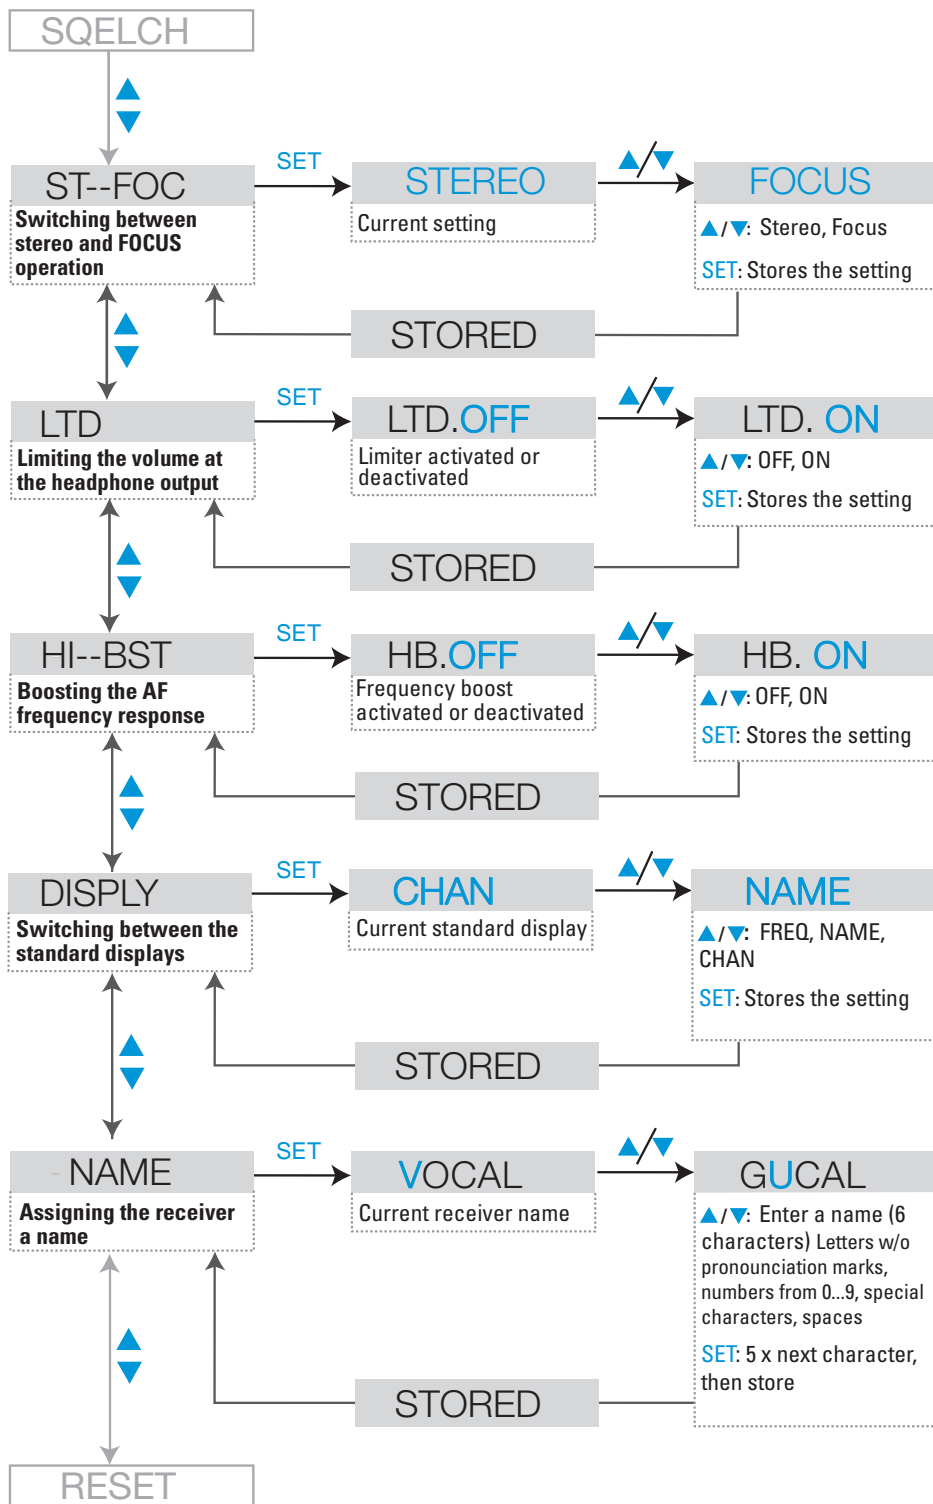 SQELCH
ST--FOC
Switching between
stereo and FOCUS
operation
SET
STEREO
Current setting
▲/▼
FOCUS
▲/▼: Stereo, Focus
SET: Stores the setting
STORED
LTD
Limiting the volume at
the headphone output
SET
LTD.OFF
Limiter activated or
deactivated
▲/▼
LTD. ON
▲/▼: OFF, ON
SET: Stores the setting
STORED
HI--BST
Boosting the AF
frequency response
SET
HB.OFF
Frequency boost
activated or deactivated
▲/▼
HB. ON
▲/▼: OFF, ON
SET: Stores the setting
STORED
DISPLY
Switching between the
standard displays
SET
CHAN
Current standard display
▲/▼
NAME
▲/▼: FREQ, NAME,
CHAN
SET: Stores the setting
STORED
- NAME
Assigning the receiver
a name
SET
VOCAL
Current receiver name
▲/▼
GUCAL
▲/▼: Enter a name (6
characters) Letters w/o
pronounciation marks,
numbers from 0...9, special
characters, spaces
SET: 5 x next character,
then store
STORED
RESET